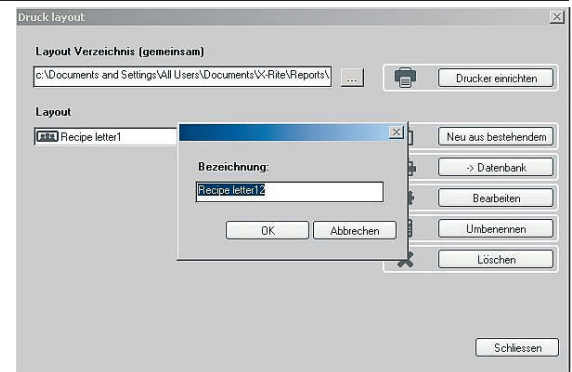 Druck layout
Layout Verzeichnis (gemeinsam)
c:\Documents and Settings\All Users\Documents\X-Rite\Reports\
...
Drucker einrichten
Layout
Recipe letter1
Neu aus bestehendem
-> Datenbank
Bezeichnung:
Recipe letter12
Bearbeiten
OK
Abbrechen
Umbenennen
Löschen
Schliessen